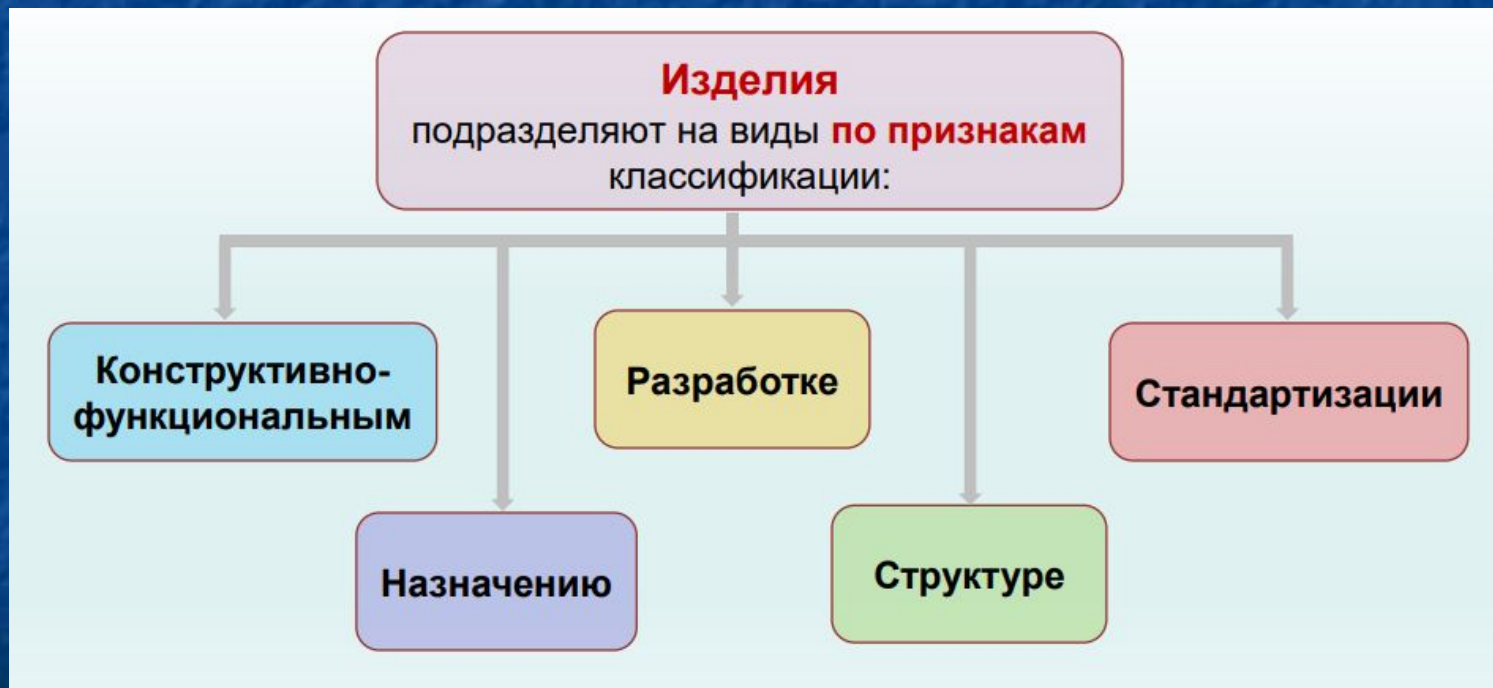 Изделия
подразделяют на виды по признакам
классификации:
Конструктивно-
функциональным
Назначению
Разработке
Структуре
Стандартизации